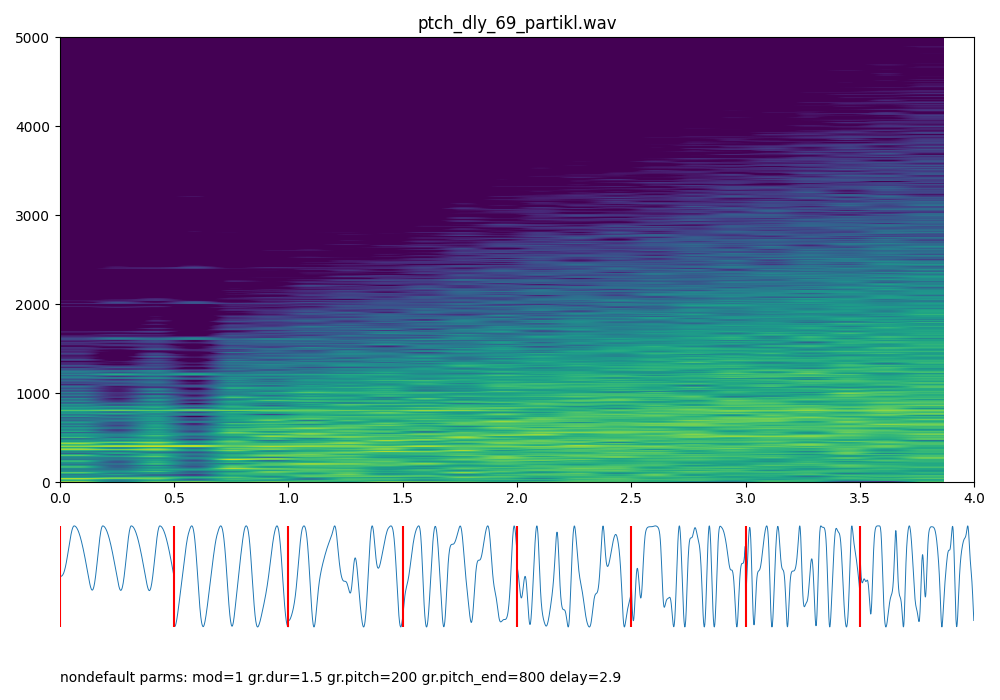 ptch_dly_69_partikl.wav
5000
4000
3000
2000
1000
0
0.0 0.5 1.0 1.5 2.0 2.5 3.0 3.5 4.0
nondefault parms: mod=1 gr.dur=1.5 gr.pitch=200 gr.pitch_end=800 delay=2.9